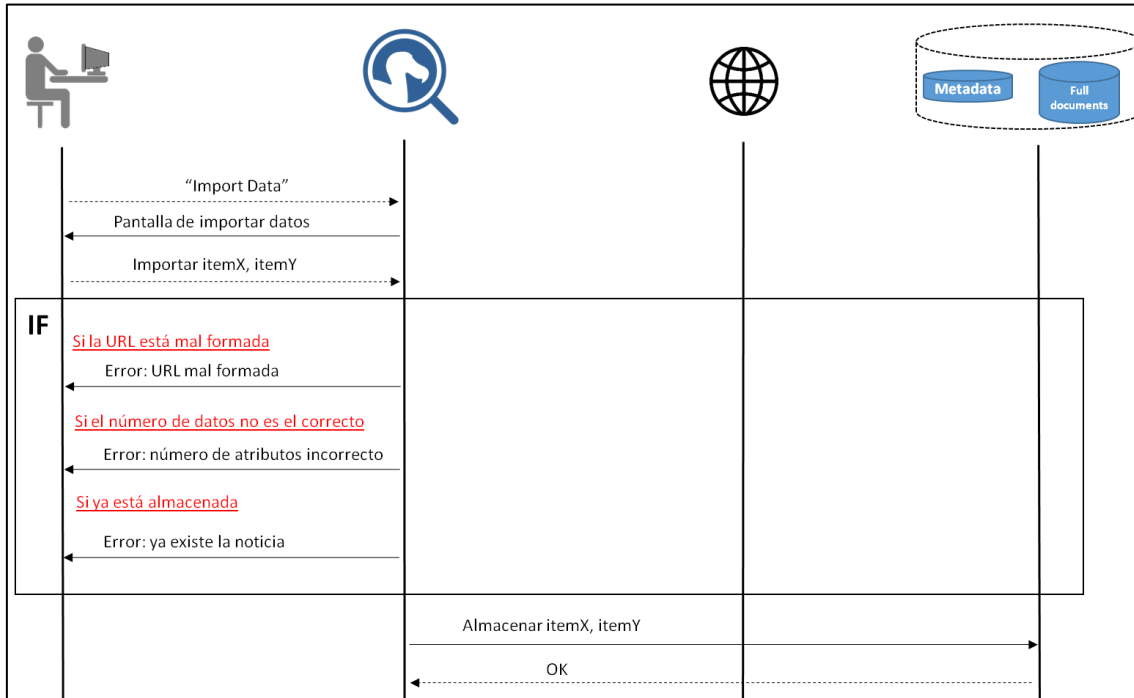 Metadata
Full
documents
“Import Data”
Pantalla de importar datos
Importar itemX, itemY
IF
Si la URL está mal formada
Error: URL mal formada
Si el número de datos no es el correcto
Error: número de atributos incorrecto
Si ya está almacenada
Error: ya existe la noticia
Almacenar itemX, itemY
OK